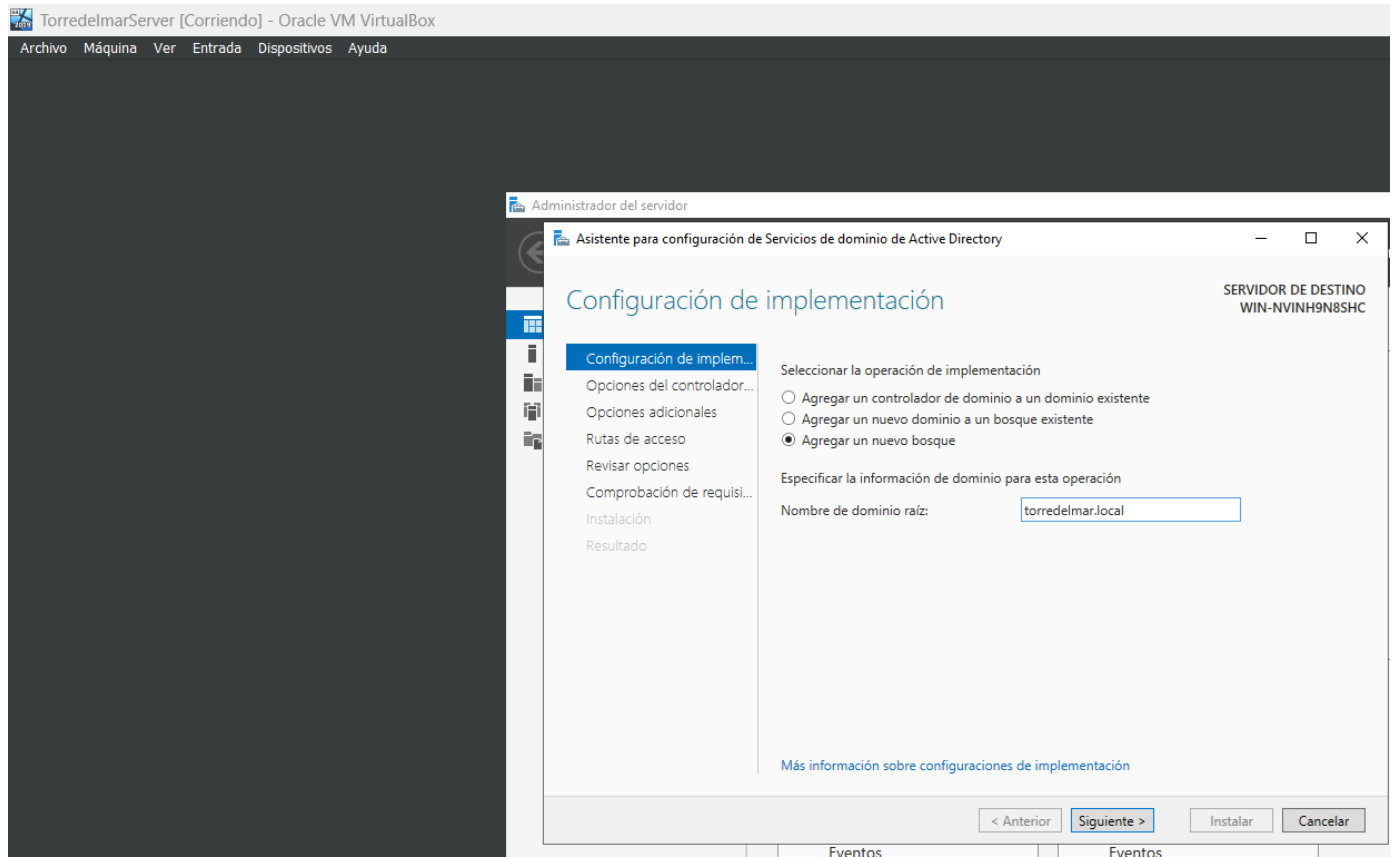 TorredelmarServer [Corriendo] - Oracle VM VirtualBox
Archivo Máquina Ver Entrada Dispositivos Ayuda
Administrador del servidor
Asistente para configuración de Servicios de dominio de Active Directory
Configuración de implementación
SERVIDOR DE DESTINO
WIN-NVINH9N8SHC
Configuración de implem...
Opciones del controlador...
Opciones adicionales
Rutas de acceso
Revisar opciones
Comprobación de requisi...
Instalación
Resultado
Seleccionar la operación de implementación
Agregar un controlador de dominio a un dominio existente
Agregar un nuevo dominio a un bosque existente
Agregar un nuevo bosque
Especificar la información de dominio para esta operación
Nombre de dominio raíz: torredelmar.local
Más información sobre configuraciones de implementación
< Anterior Siguiente > Instalar Cancelar
Eventos Eventos